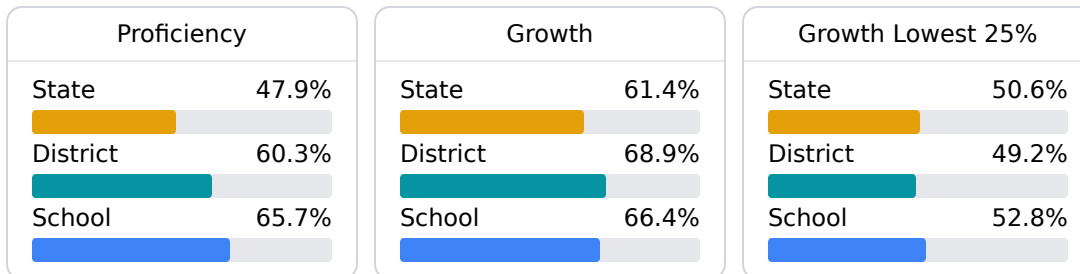 Proficiency
State 47.9%
District 60.3%
School 65.7%
Growth
State 61.4%
District 68.9%
School 66.4%
Growth Lowest 25%
State 50.6%
District 49.2%
School 52.8%